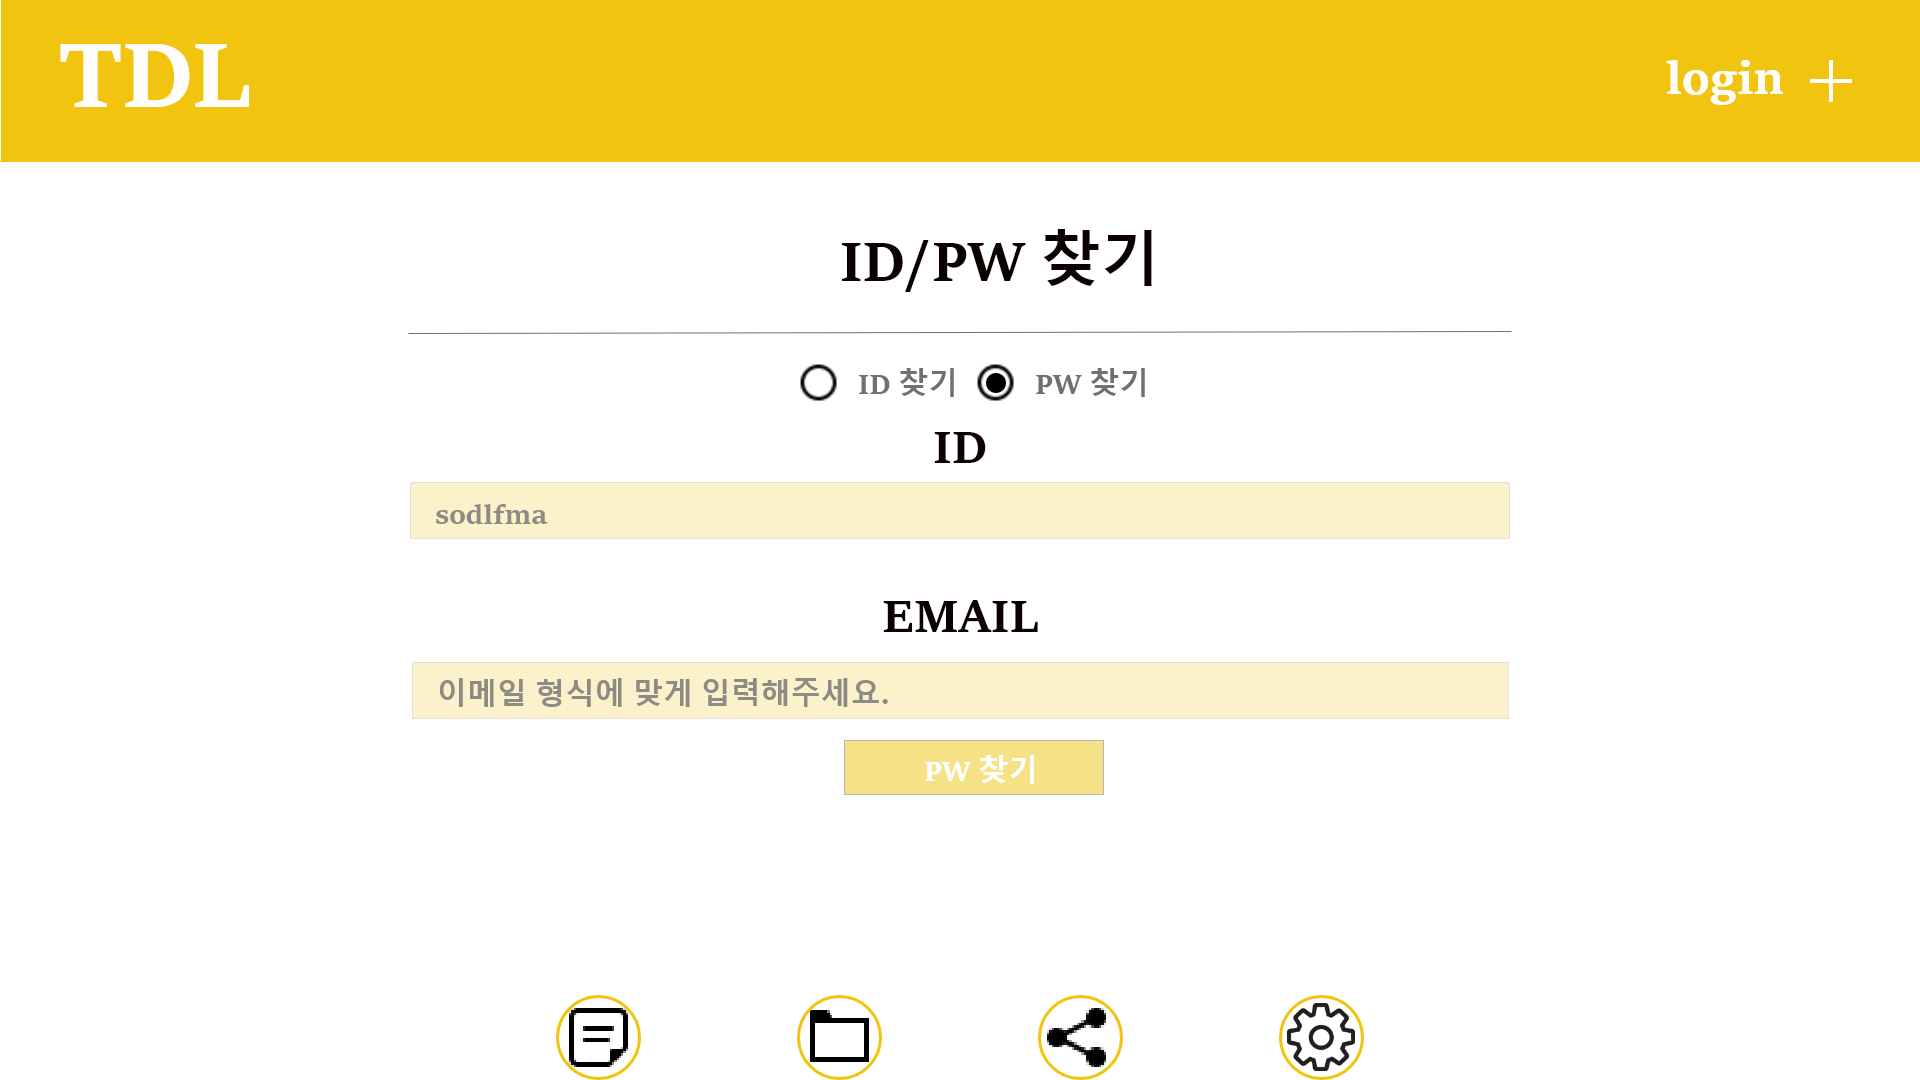 TDL
login
ID/PW 찾기
ID 찾기 PW 찾기
ID
sodlfma
EMAIL
이메일 형식에 맞게 입력해주세요.
PW 찾기